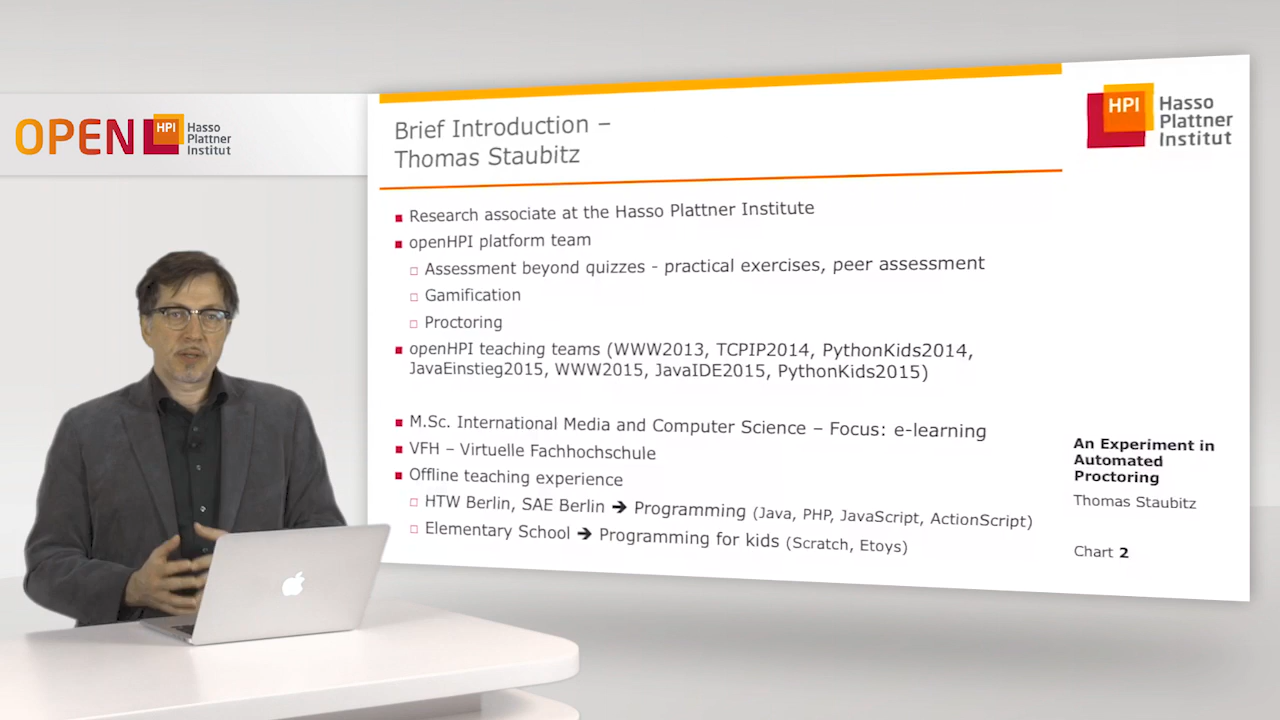 OPEN HPI Hasso
Plattner
Institut
Brief Introduction –
Thomas Staubitz
HPI Hasso
Plattner
Institut
■ Research associate at the Hasso Plattner Institute
■ openHPI platform team
□ Assessment beyond quizzes - practical exercises, peer assessment
□ Gamification
□ Proctoring
■ openHPI teaching teams (WWW2013, TCPIP2014, PythonKids2014,
JavaEinstieg2015, WWW2015, JavaIDE2015, PythonKids2015)
■ M.Sc. International Media and Computer Science – Focus: e-learning
■ VFH – Virtuelle Fachhochschule
■ Offline teaching experience
□ HTW Berlin, SAE Berlin ➔ Programming (Java, PHP, JavaScript, ActionScript)
□ Elementary School ➔ Programming for kids (Scratch, Etoys)
An Experiment in
Automated
Proctoring
Thomas Staubitz
Chart 2